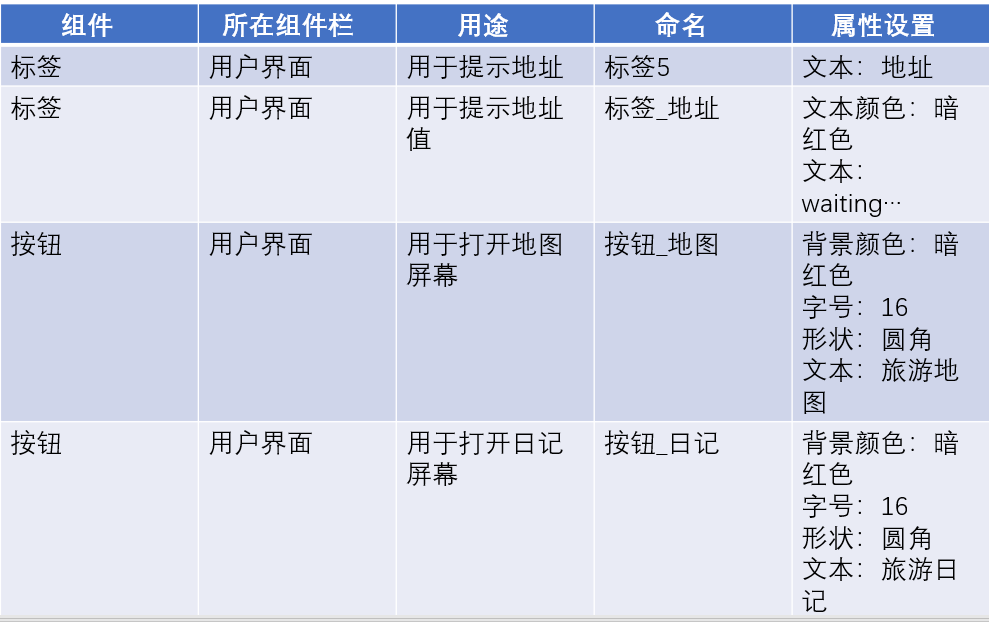 组件 所在组件栏 用途 命名 属性设置
标签 用户界面 用于提示地址 标签5 文本：地址
标签 用户界面 用于提示地址 标签_地址 文本颜色：暗
值 红色
文本：
waiting…
按钮 用户界面 用于打开地图 按钮_地图 背景颜色：暗
屏幕 红色
字号：16
形状：圆角
文本：旅游地
图
按钮 用户界面 用于打开日记 按钮_日记 背景颜色：暗
屏幕 红色
字号：16
形状：圆角
文本：旅游日
记